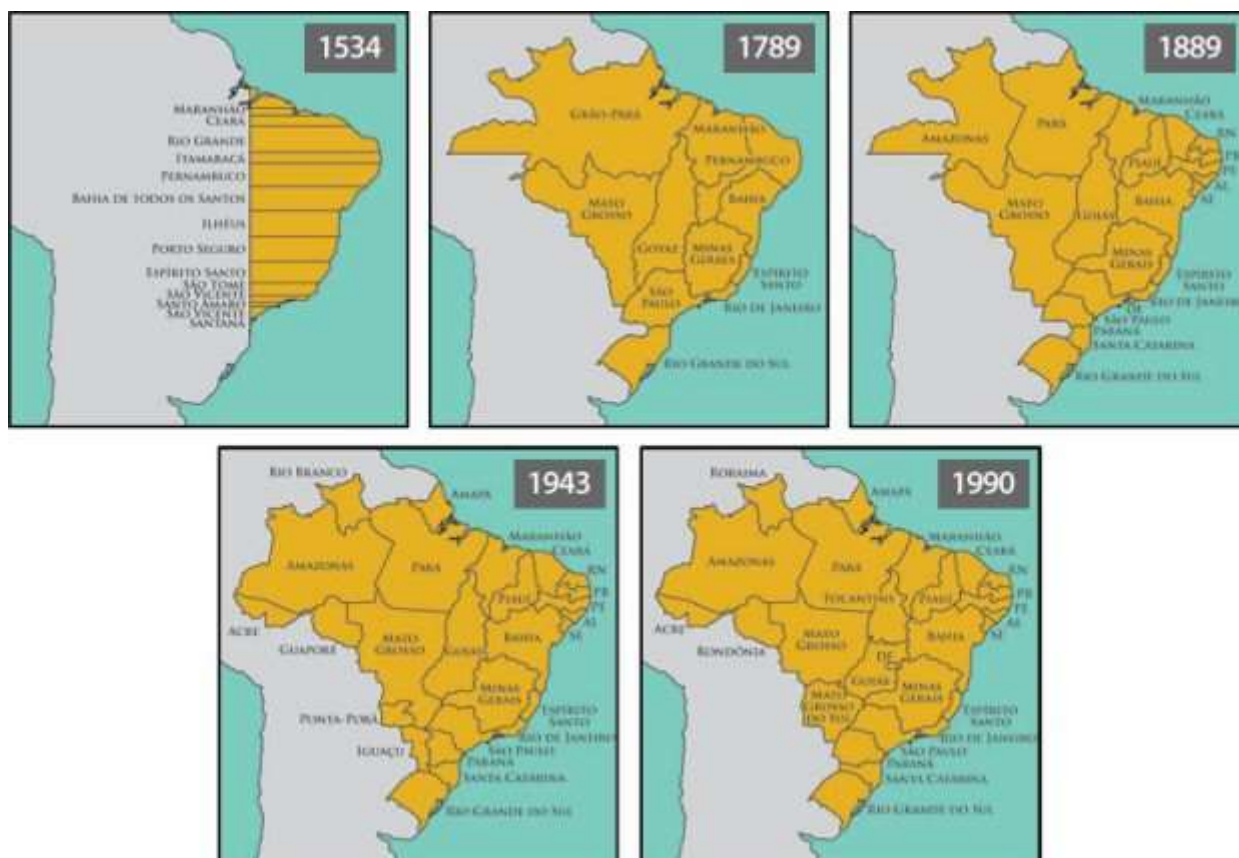 1534
MARANHÃO
CEARÁ
RIO GRANDE
ITAMARACÁ
PERNAMBUCO
BAHIA DE TODOS OS SANTOS
ILHÉUS
PORTO SEGURO
ESPÍRITO SANTO
SÃO TOMÉ
SÃO VICENTE
SANTO AMARO
SÃO VICENTE
SANTANA
1789
GRÃO-PARÁ
MARANHÃO
PERNAMBUCO
MATO
GROSSO
BAHIA
GOYAZ
MINAS
GERAES
ESPÍRITO
SANTO
SÃO
PAULO
RIO DE JANEIRO
RIO GRANDE DO SUL
1889
MARANHÃO
CEARÁ
PARÁ
AMAZONAS
RN
PB
PIAUÍ
PE
AL
SE
MATO
GROSSO
GOIÁS
BAHIA
MINAS
GERAIS
ESPÍRITO
SANTO
RIO DE JANEIRO
SÃO PAULO
PARANÁ
SANTA CATARINA
RIO GRANDE DO SUL
1943
RIO BRANCO
AMAPÁ
MARANHÃO
CEARÁ
AMAZONAS
PARÁ
RN
PB
PIAUÍ
PE
AL
SE
ACRE
GUAPORÉ
MATO
GROSSO
GOIÁS
BAHIA
MINAS
GERAIS
PONTA-PORÃ
ESPÍRITO
SANTO
RIO DE JANEIRO
IGUAÇU
SÃO PAULO
PARANÁ
SANTA CATARINA
RIO GRANDE DO SUL
1990
RORAIMA
AMAPÁ
MARANHÃO
CEARÁ
AMAZONAS
PARÁ
RN
TOCANTINS
PIAUÍ
PB
PE
AL
SE
ACRE
RONDÔNIA
MATO
GROSSO
BAHIA
DF
GOIÁS
MINAS
GERAIS
MATO
GROSSO
DO SUL
ESPÍRITO
SANTO
RIO DE JANEIRO
SÃO PAULO
PARANÁ
SANTA CATARINA
RIO GRANDE DO SUL